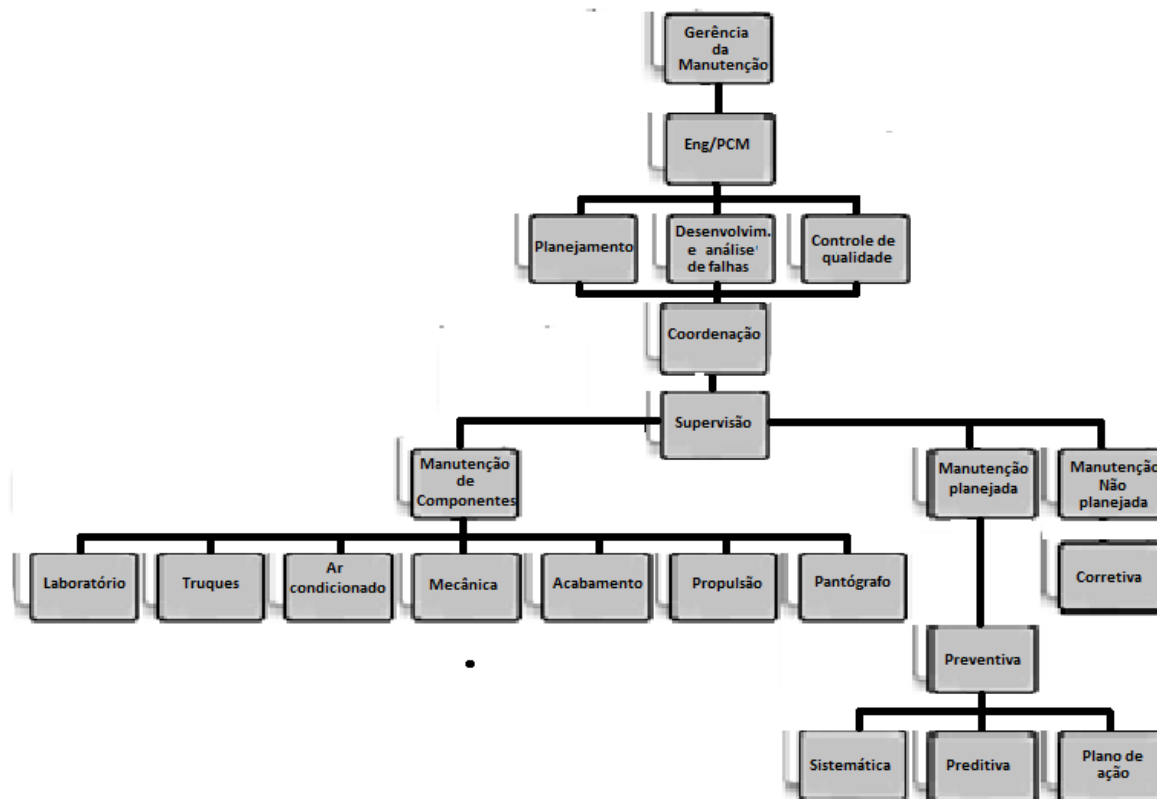 Gerência
da
Manutenção
Eng/PCM
Planejamento
Desenvolvim.
e análise
de falhas
Controle de
qualidade
Coordenação
Supervisão
Manutenção
de
Componentes
Manutenção
planejada
Manutenção
Não
planejada
Laboratório
Truques
Ar
condicionado
Mecânica
Acabamento
Propulsão
Pantógrafo
Corretiva
Preventiva
Sistemática
Preditiva
Plano de
ação